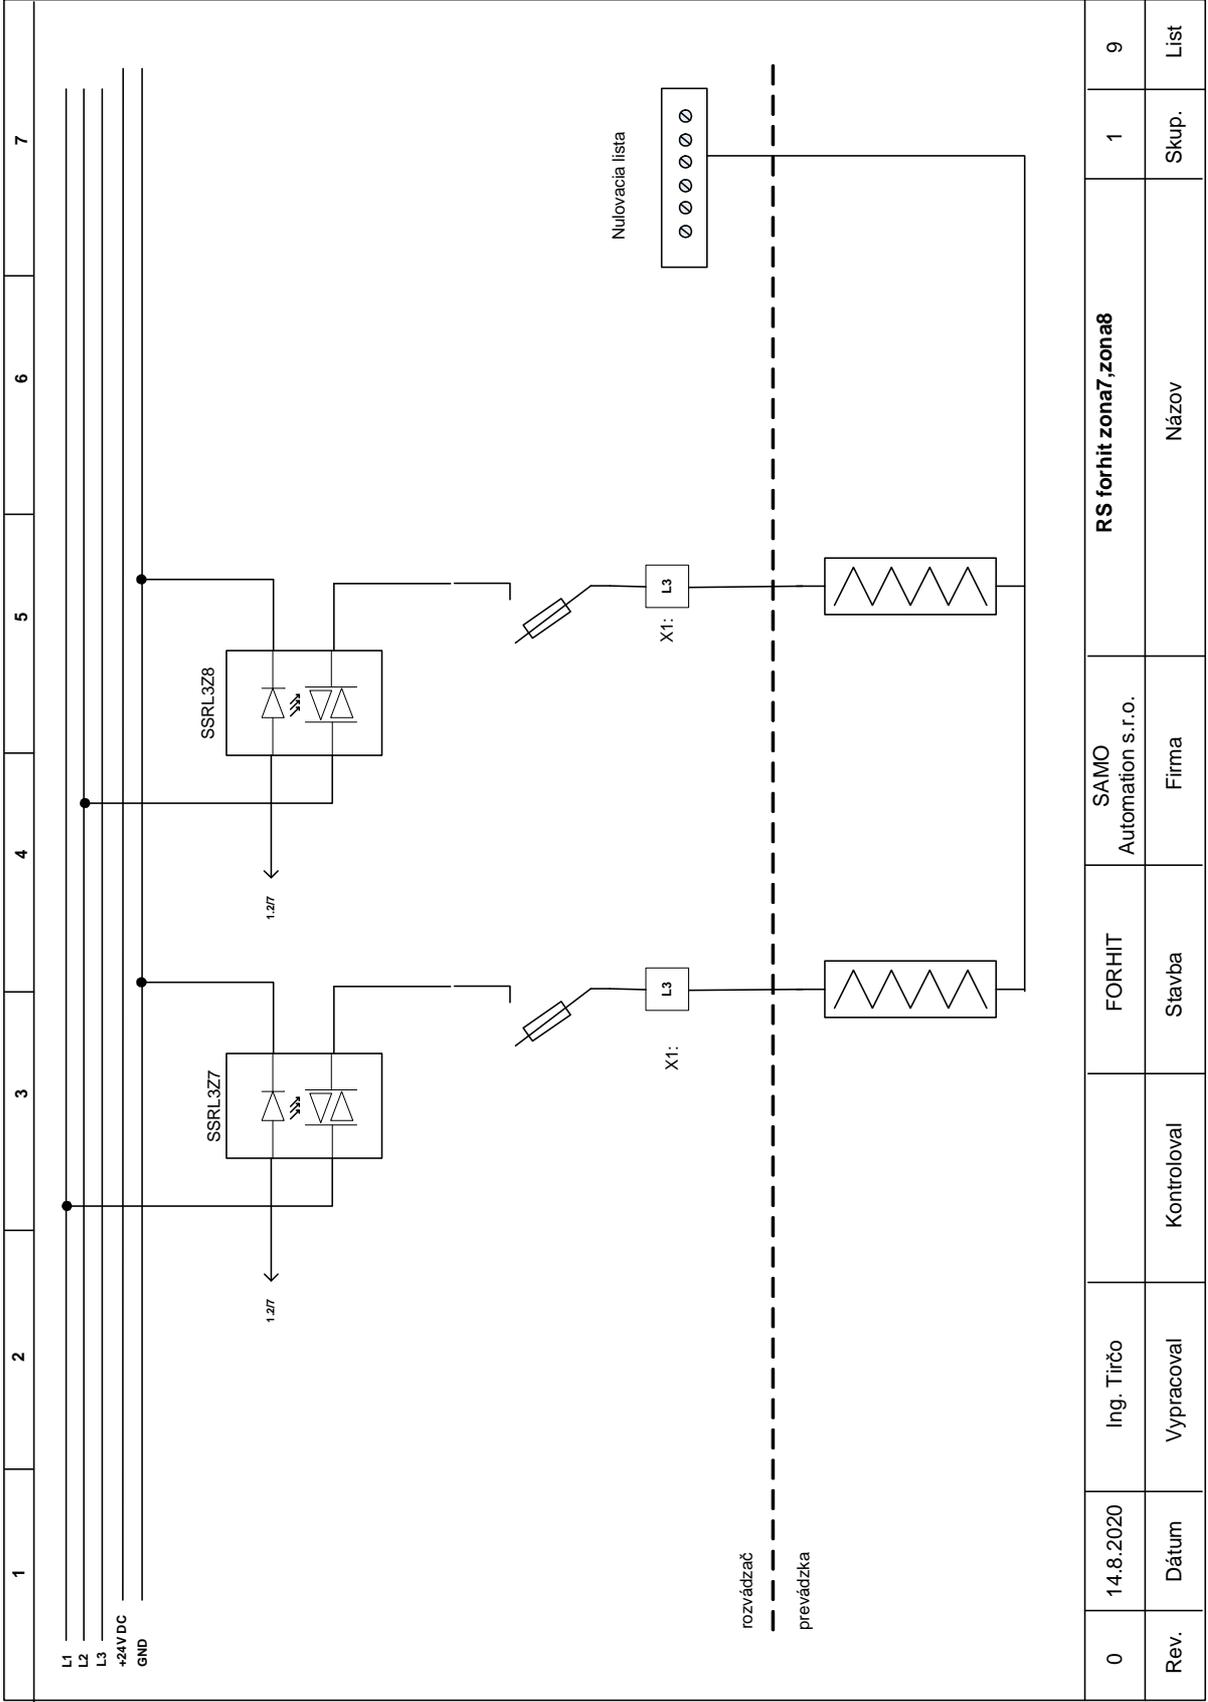 1
2
3
4
5
6
7
L1
L2
L3
+24V DC
GND
SSRL3Z7
SSRL3Z8
1.2/7
1.2/7
Nulovacia lista
X1:
L3
X1:
L3
rozvádzač
prevádzka
0
14.8.2020
Ing. Tirčo
FORHIT
SAMO
Automation s.r.o.
RS forhit zona7,zona8
1
9
Rev.
Dátum
Vypracoval
Kontroloval
Stavba
Firma
Názov
Skup.
List